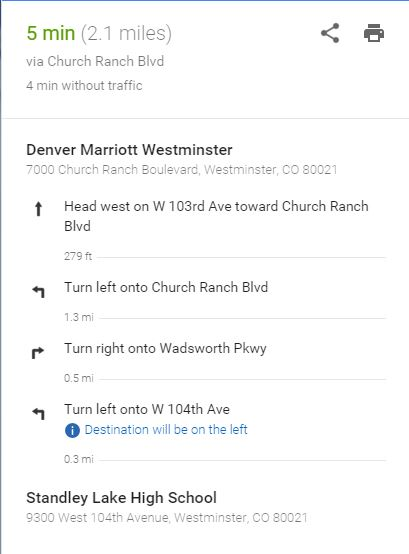 5 min (2.1 miles)
via Church Ranch Blvd
4 min without traffic
Denver Marriott Westminster
7000 Church Ranch Boulevard, Westminster, CO 80021
Head west on W 103rd Ave toward Church Ranch
Blvd
279 ft
Turn left onto Church Ranch Blvd
1.3 mi
Turn right onto Wadsworth Pkwy
0.5 mi
Turn left onto W 104th Ave
Destination will be on the left
0.3 mi
Standley Lake High School
9300 West 104th Avenue, Westminster, CO 80021